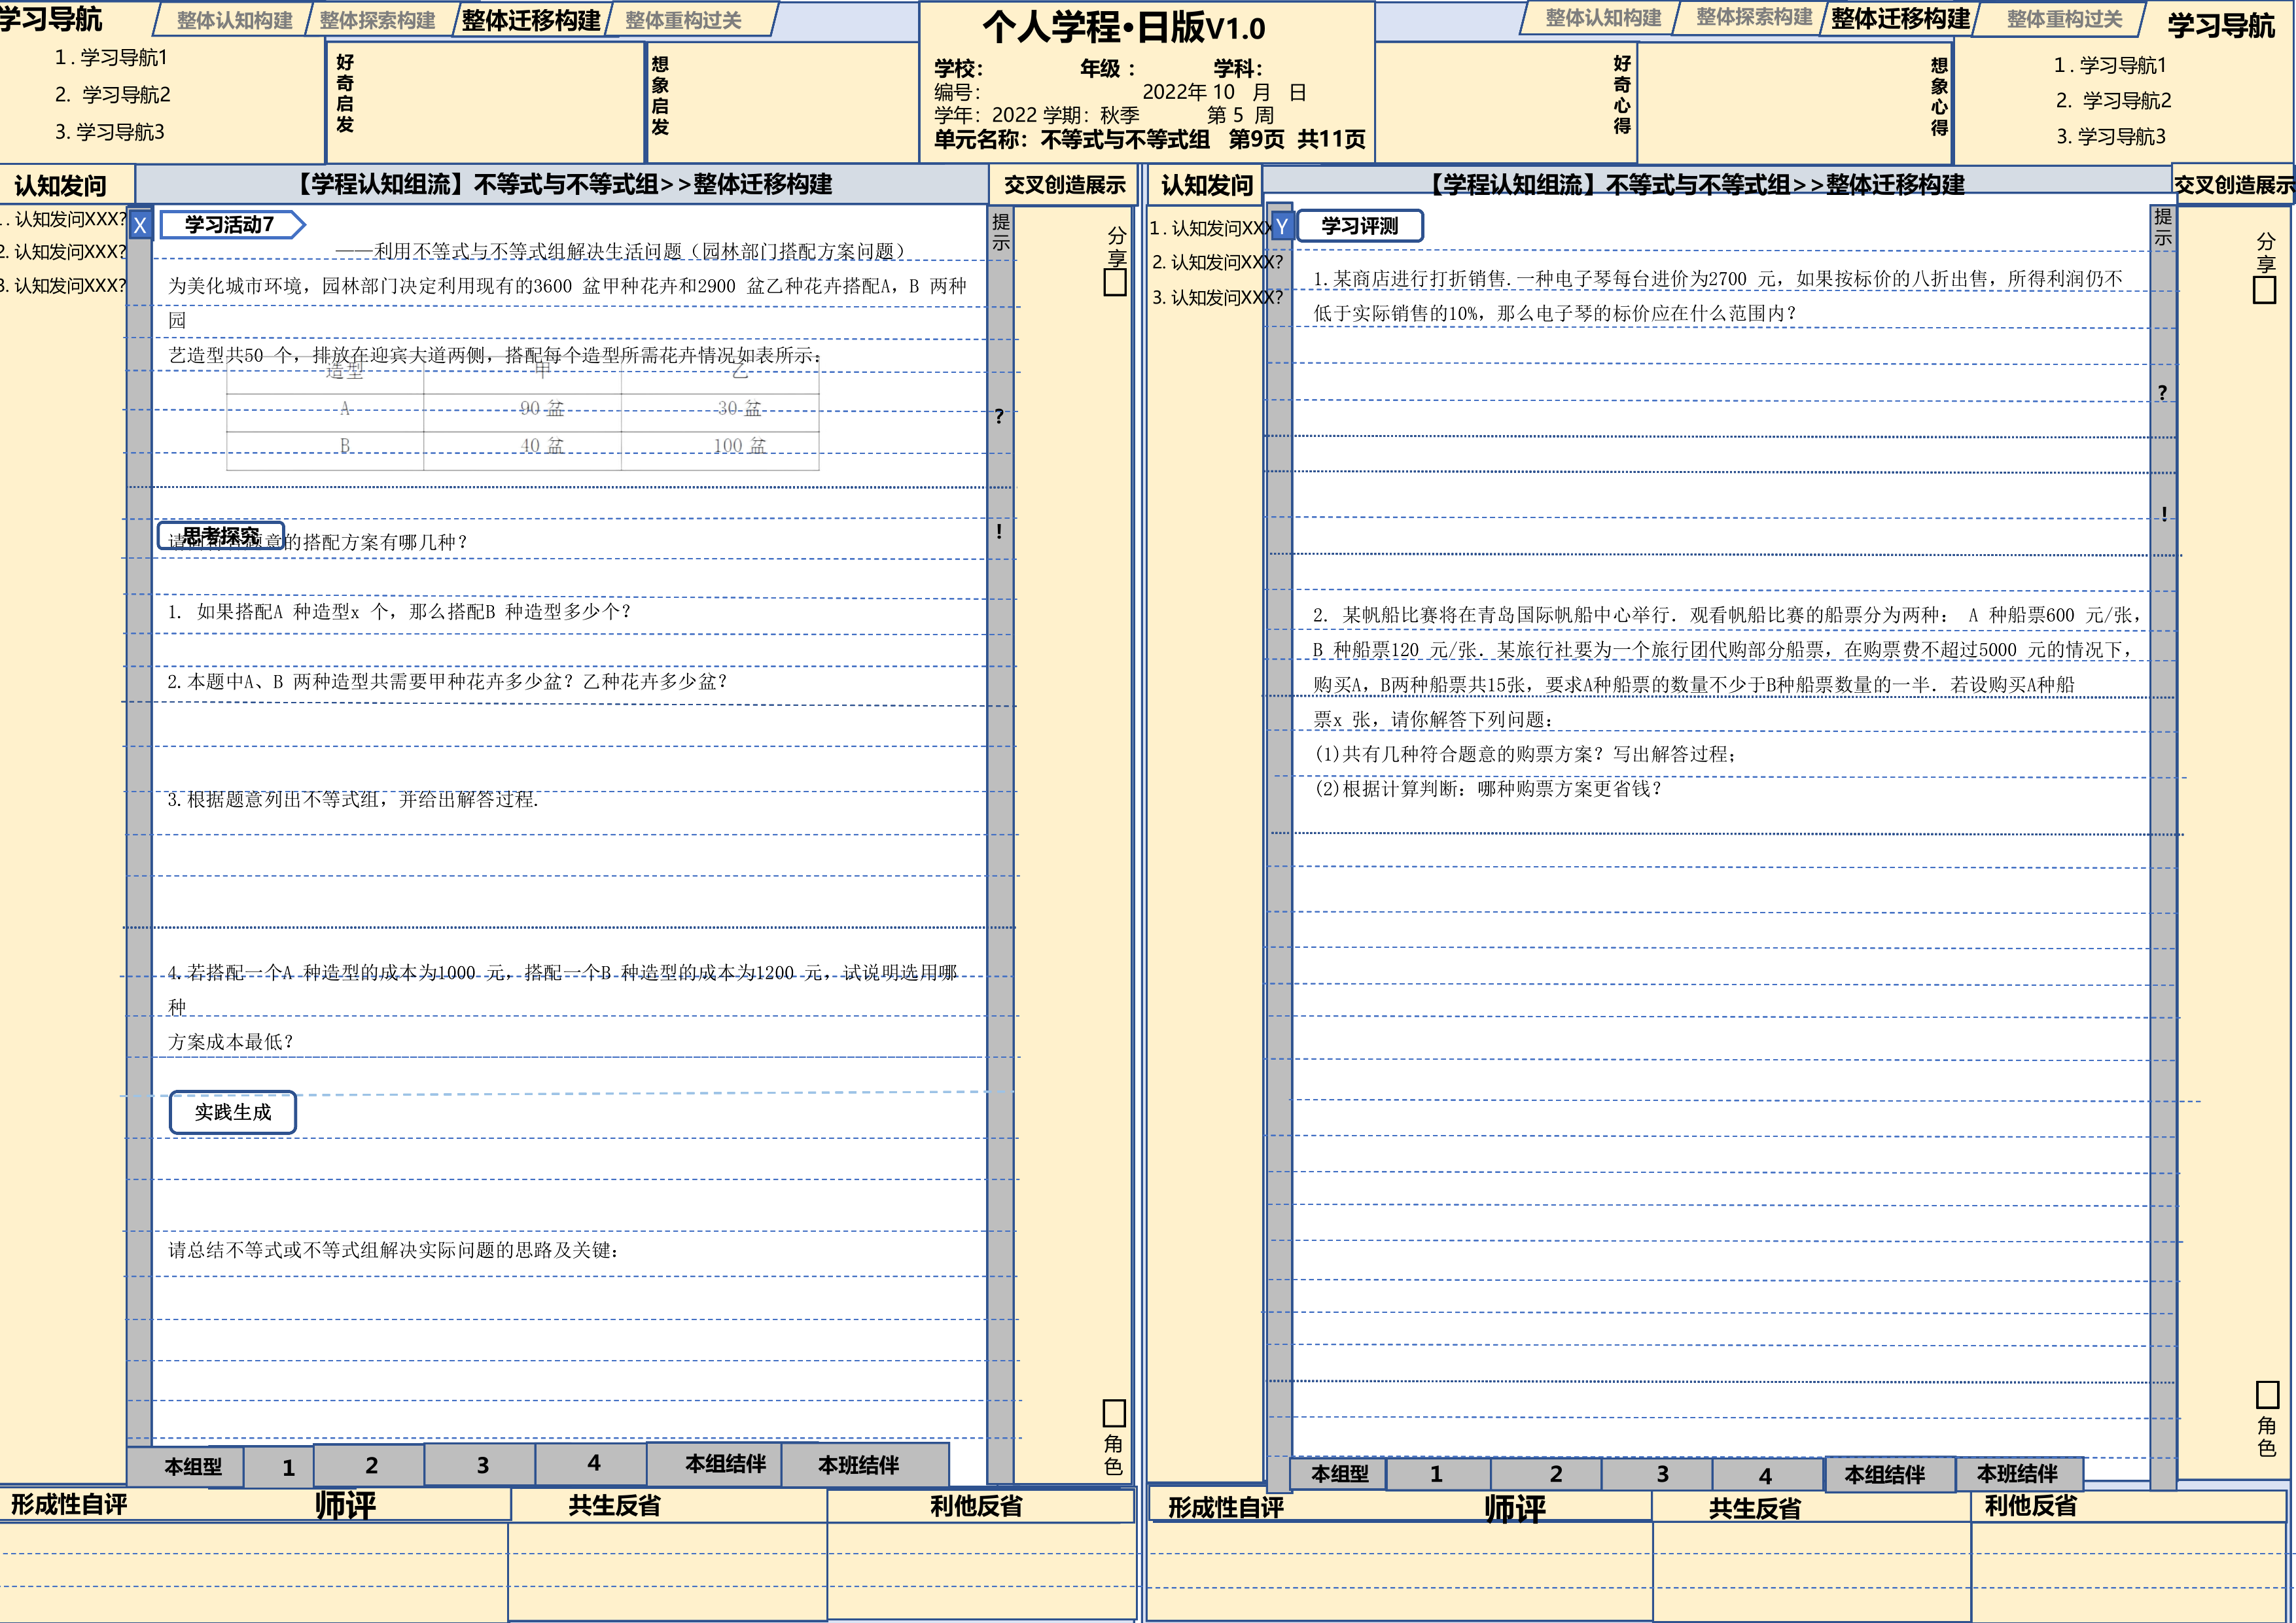 学习导航
整体认知构建 整体探索构建 整体迁移构建 整体重构过关
1.学习导航1
2. 学习导航2
3.学习导航3
好奇启发
想象启发
个人学程•日版V1.0
学校: 年级 : 学科:
编号: 2022年 10 月 日
学年: 2022 学期: 秋季 第 5 周
单元名称: 不等式与不等式组 第9页 共11页
整体认知构建 整体探索构建 整体迁移构建 整体重构过关
学习导航
好奇心得
想象心得
1.学习导航1
2. 学习导航2
3.学习导航3
认知发问
【学程认知组流】不等式与不等式组>>整体迁移构建
交叉创造展示
. 认知发问XXX?
2. 认知发问XXX?
3. 认知发问XXX?
X
学习活动7
提示
分享
——利用不等式与不等式组解决生活问题（园林部门搭配方案问题）
为美化城市环境，园林部门决定利用现有的3600 盆甲种花卉和2900 盆乙种花卉搭配A，B 两种
园
艺造型共50 个，排放在迎宾大道两侧，搭配每个造型所需花卉情况如表所示：
造型 甲 乙
A 90 盆 30 盆
B 40 盆 100 盆
?
!
思考探究
意的搭配方案有哪几种？
1. 如果搭配A 种造型x 个，那么搭配B 种造型多少个？
2.本题中A、B 两种造型共需要甲种花卉多少盆？乙种花卉多少盆？
3.根据题意列出不等式组，并给出解答过程.
4.若搭配一个A 种造型的成本为1000 元，搭配一个B 种造型的成本为1200 元，试说明选用哪
种
方案成本最低？
实践生成
请总结不等式或不等式组解决实际问题的思路及关键：
角色
本组型 1 2 3 4 本组结伴 本班结伴
形成性自评 师评 共生反省 利他反省
认知发问
【学程认知组流】不等式与不等式组>>整体迁移构建
交叉创造展示
1. 认知发问XXX
2. 认知发问XXX?
3. 认知发问XXX?
Y
学习评测
提示
分享
1.某商店进行打折销售.一种电子琴每台进价为2700 元，如果按标价的八折出售，所得利润仍不
低于实际销售的10%，那么电子琴的标价应在什么范围内？
?
!
2. 某帆船比赛将在青岛国际帆船中心举行．观看帆船比赛的船票分为两种： A 种船票600 元/张，
B 种船票120 元/张．某旅行社要为一个旅行团代购部分船票，在购票费不超过5000 元的情况下，
购买A，B两种船票共15张，要求A种船票的数量不少于B种船票数量的一半．若设购买A种船
票x 张，请你解答下列问题：
(1)共有几种符合题意的购票方案？写出解答过程；
(2)根据计算判断：哪种购票方案更省钱？
角色
本组型 1 2 3 4 本组结伴 本班结伴
形成性自评 师评 共生反省 利他反省